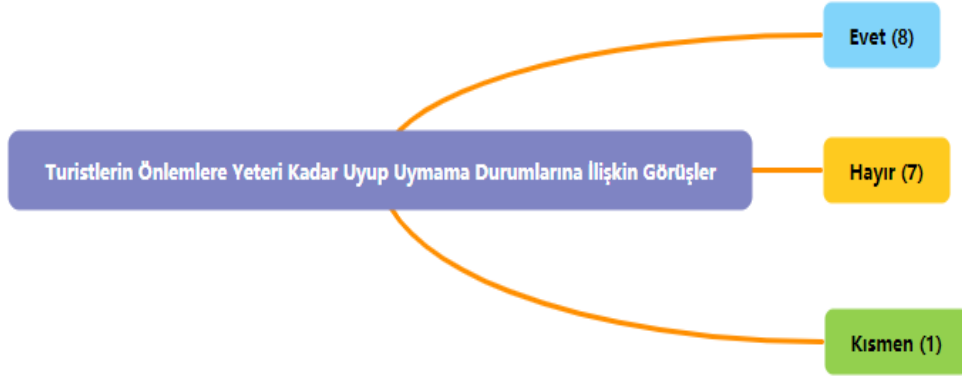 Evet (8)
Turistlerin Önlemlere Yeteri Kadar Uyup Uymama Durumlarına İlişkin Görüşler
Hayır (7)
Kısmen (1)